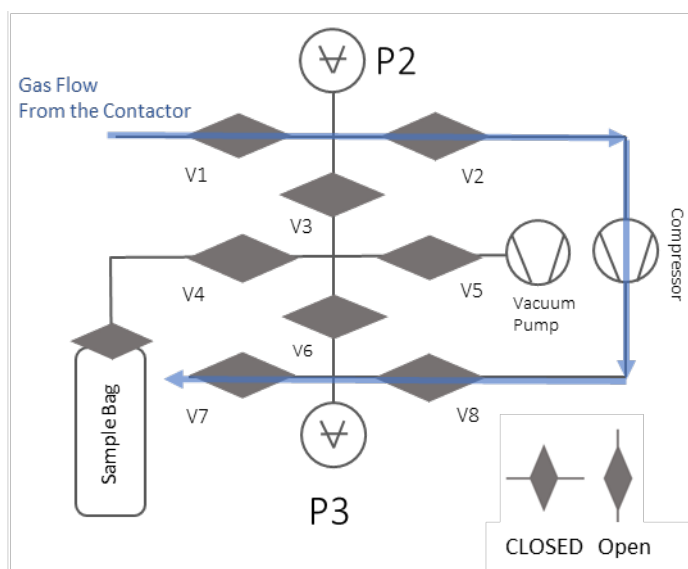 P2
Gas Flow
From the Contactor
V1
V2
V3
Compressor
V4
V5
Vacuum
Pump
V6
V7
V8
Sample Bag
P3
CLOSED Open